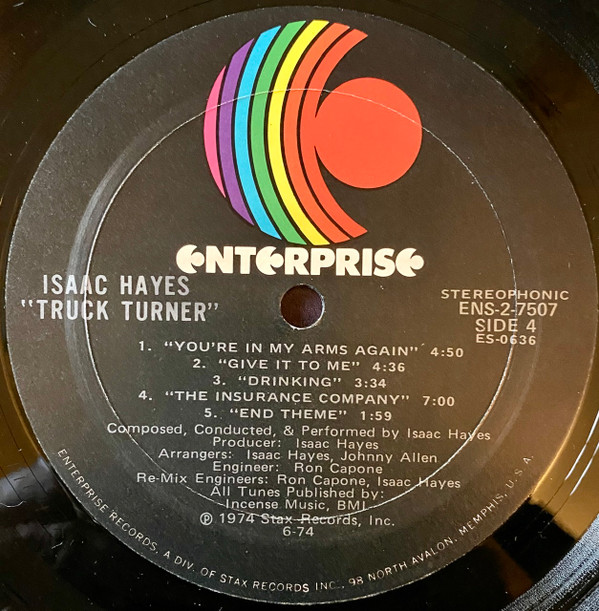 ENTERPRISE
ISAAC HAYES
"TRUCK TURNER"
STEREOPHONIC
ENS-2-7507
SIDE 4
ES-0636
1. "YOU'RE IN MY ARMS AGAIN" 4:50
2. "GIVE IT TO ME" 4:36
3. "DRINKING" 3:34
4. "THE INSURANCE COMPANY" 7:00
5. "END THEME" 1:59
Composed, Conducted, & Performed by Isaac Hayes
Producer: Isaac Hayes
Arrangers: Isaac Hayes, Johnny Allen
Engineer: Ron Capone
Re-Mix Engineers: Ron Capone, Isaac Hayes
All Tunes Published by:
Incense Music, BMI
℗ 1974 Stax Records, Inc.
6-74
ENTERPRISE RECORDS, A DIV. OF STAX RECORDS INC., 98 NORTH AVALON, MEMPHIS, U.S.A.